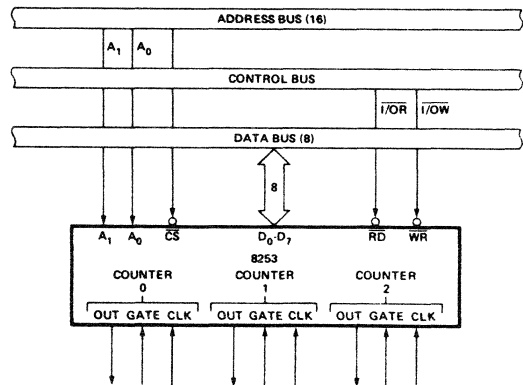 ADDRESS BUS (16)
A1 A0
CONTROL BUS
I/OR I/OW
DATA BUS (8)
8
A1 A0 CS D0-D7 RD WR
8253
COUNTER COUNTER COUNTER
0 1 2
OUT GATE CLK OUT GATE CLK OUT GATE CLK